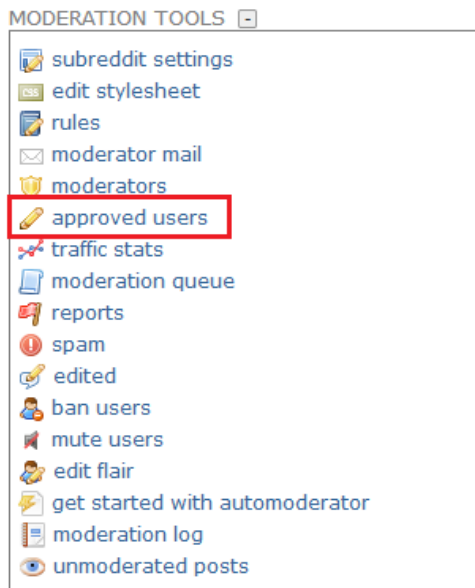 MODERATION TOOLS -
subreddit settings
CSS edit stylesheet
rules
moderator mail
moderators
approved users
traffic stats
moderation queue
reports
spam
edited
ban users
mute users
edit flair
get started with automoderator
moderation log
unmoderated posts